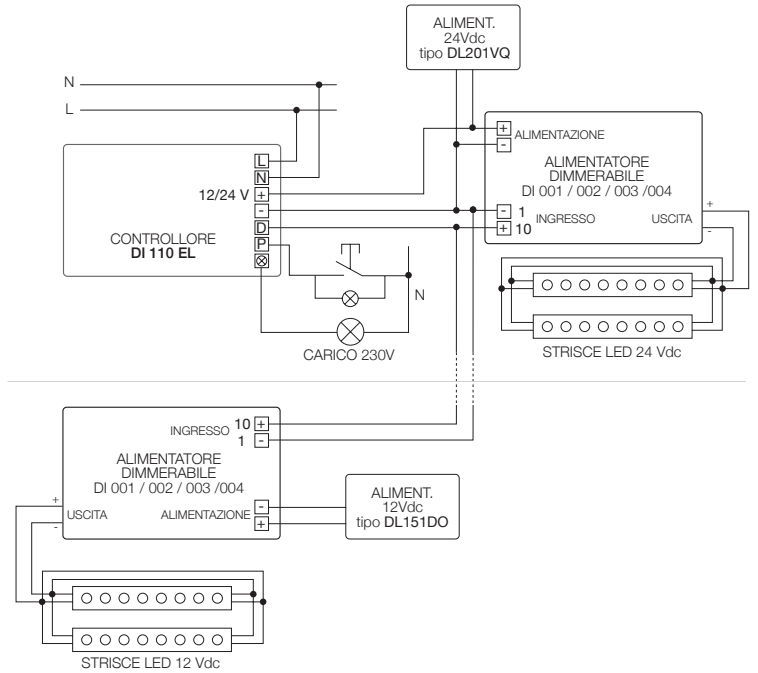 ALIMENT.
24Vdc
tipo DL201VQ
N
L
L
N
12/24 V +
-
D
P
CONTROLLORE
DI 110 EL
N
CARICO 230V
+ ALIMENTAZIONE
-
ALIMENTATORE
DIMMERABILE
DI 001 / 002 / 003 /004
- 1
+ 10
INGRESSO
USCITA
+
-
STRISCE LED 24 Vdc
INGRESSO
10 +
1 -
ALIMENTATORE
DIMMERABILE
DI 001 / 002 / 003 /004
+
-
USCITA
ALIMENTAZIONE
-
+
ALIMENT.
12Vdc
tipo DL151DO
STRISCE LED 12 Vdc